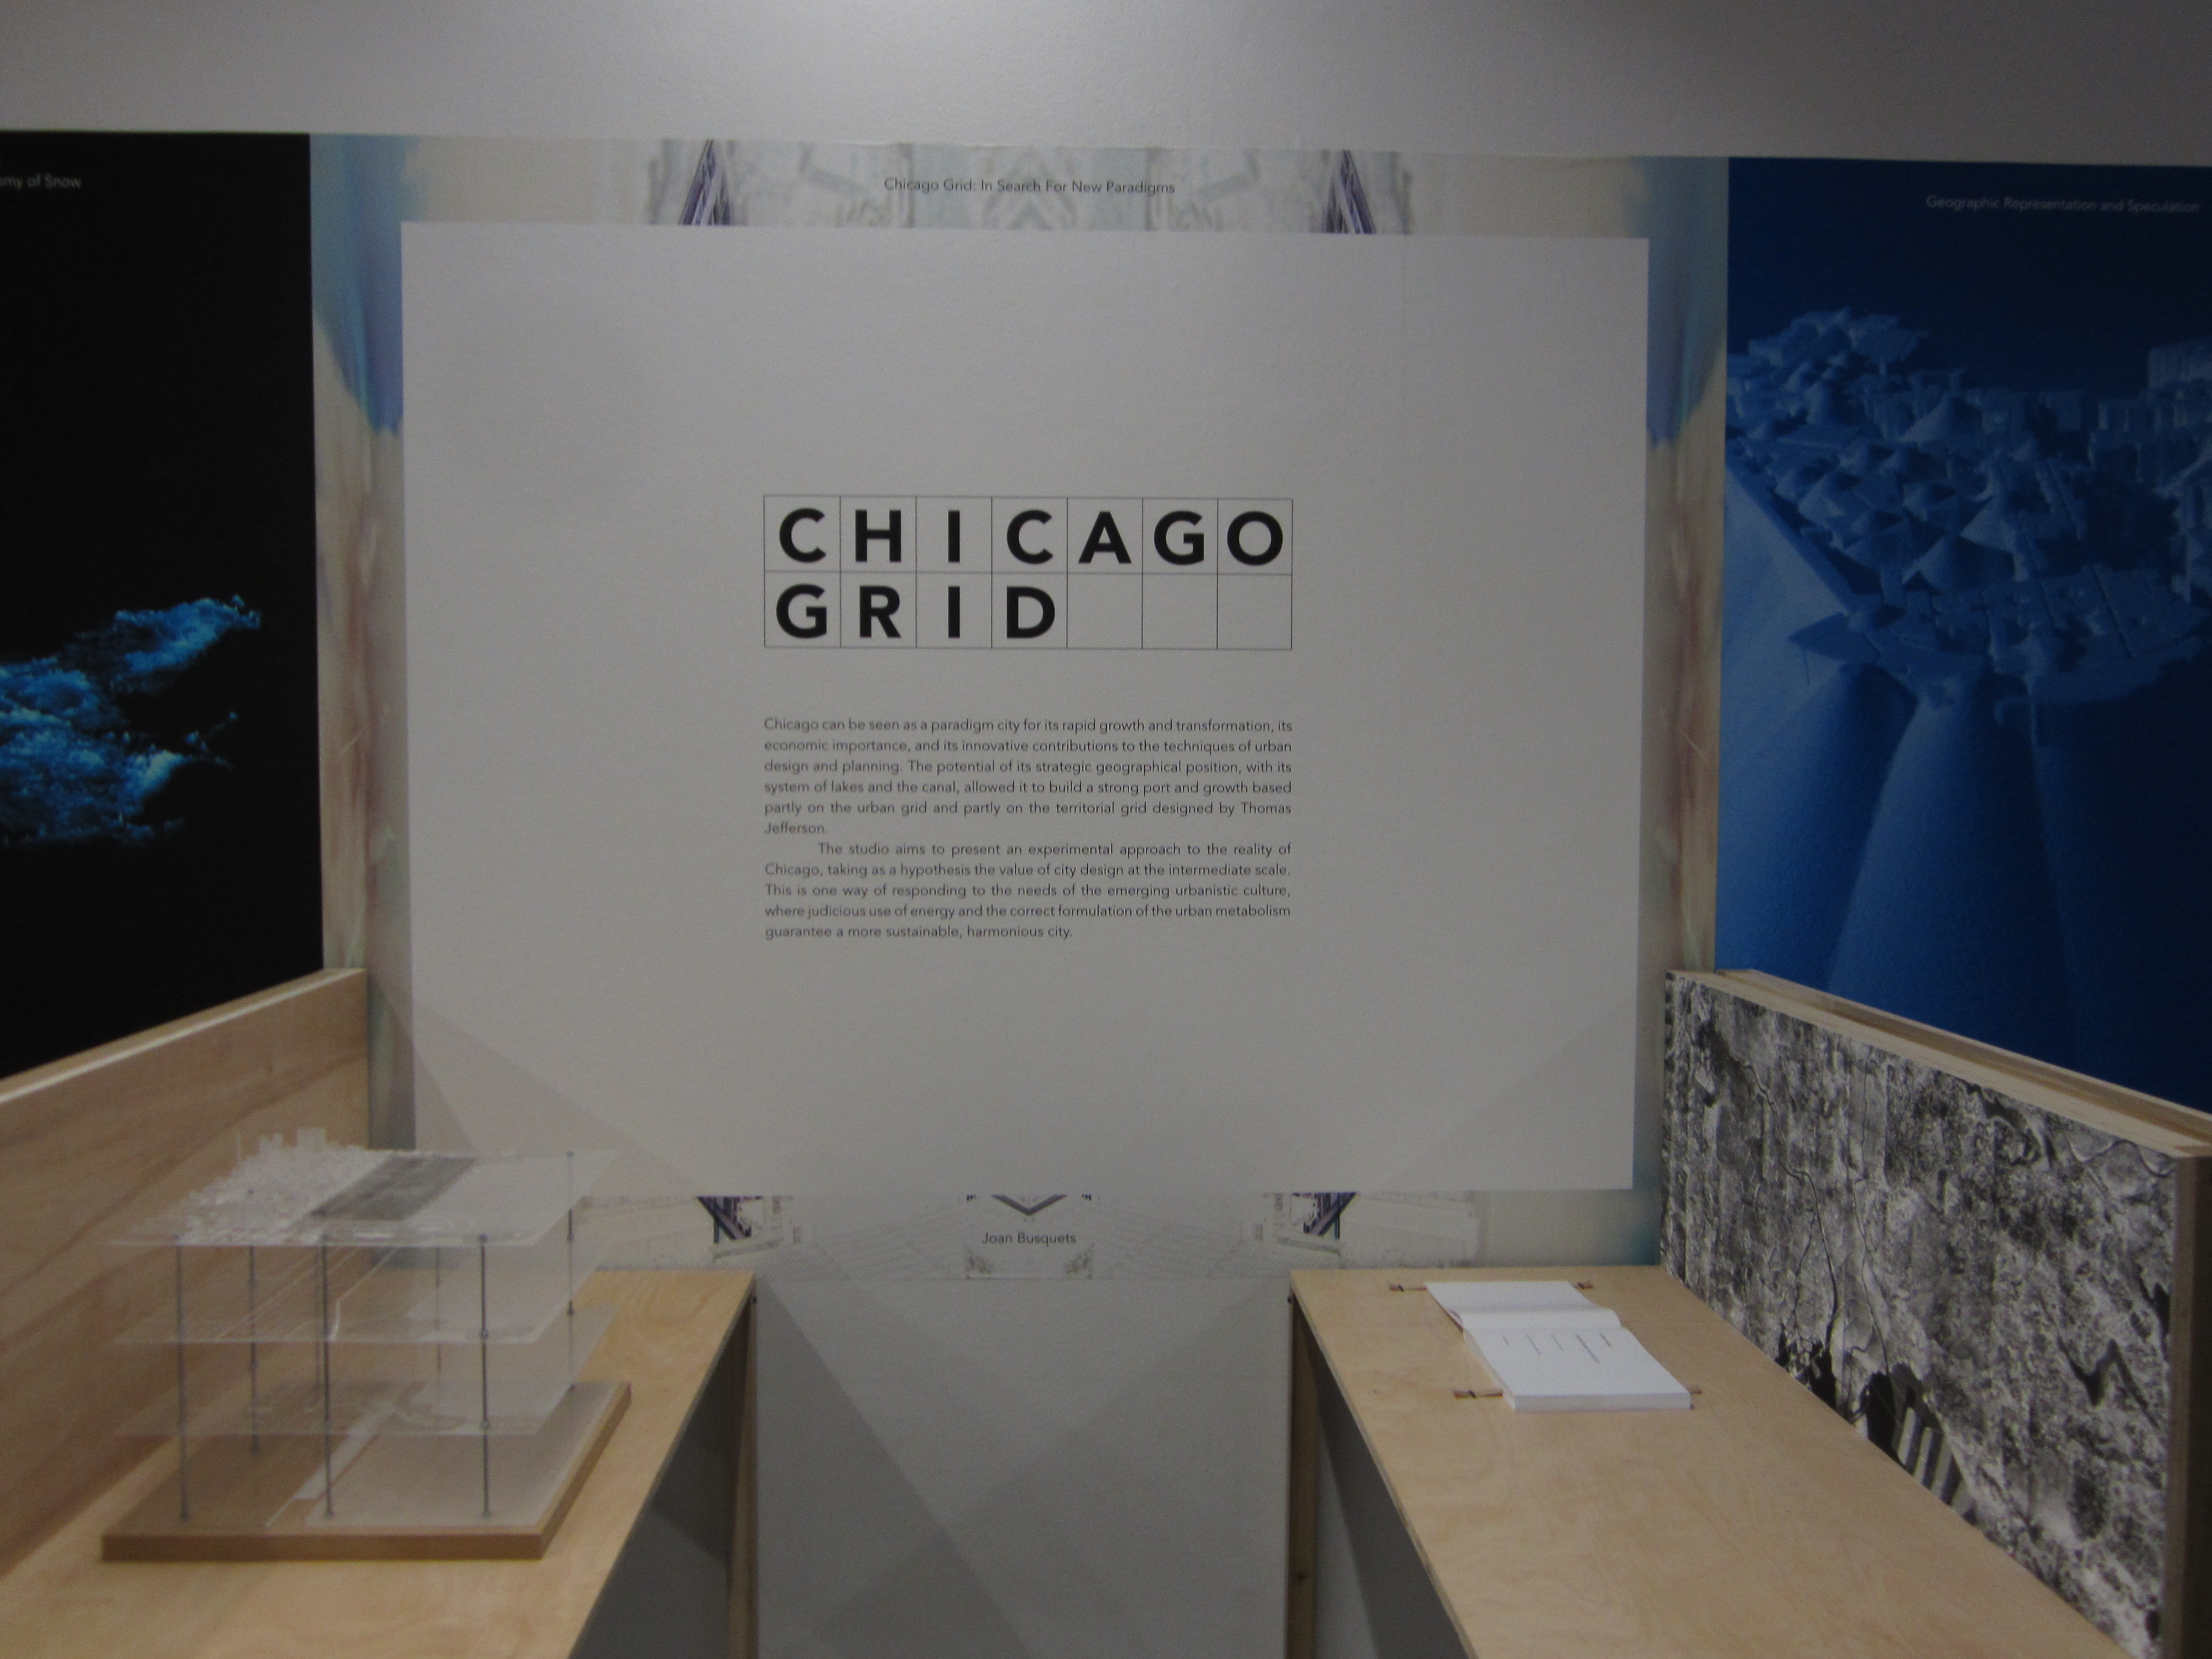 omy of Snow
Chicago Grid: In Search For New Paradigms
Geographic Representation and Speculation
CHICAGO
GRID
Chicago can be seen as a paradigm city for its rapid growth and transformation, its
economic importance, and its innovative contributions to the techniques of urban
design and planning. The potential of its strategic geographical position, with its
system of lakes and the canal, allowed it to build a strong port and growth based
partly on the urban grid and partly on the territorial grid designed by Thomas
Jefferson.
The studio aims to present an experimental approach to the reality of
Chicago, taking as a hypothesis the value of city design at the intermediate scale.
This is one way of responding to the needs of the emerging urbanistic culture,
where judicious use of energy and the correct formulation of the urban metabolism
guarantee a more sustainable, harmonious city.
Joan Busquets